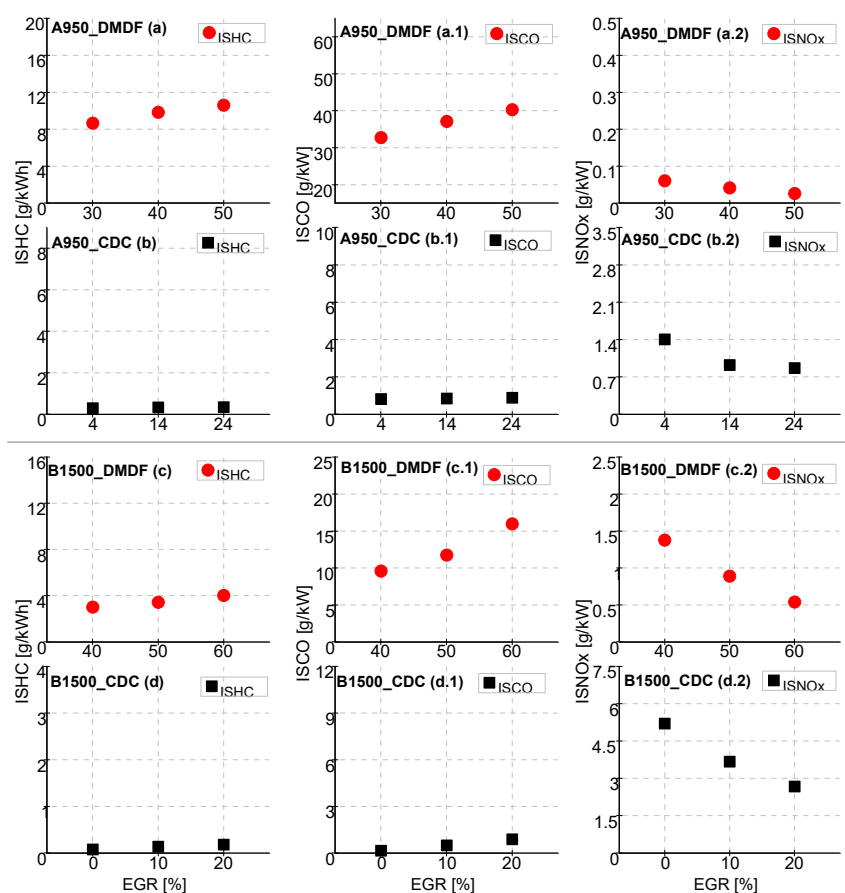 A950_DMDF (a)
ISHC
20
16
12
8
4
0
30 40 50
A950_DMDF (a.1)
ISCO
60
50
40
30
20
30 40 50
A950_DMDF (a.2)
ISNOx
0.5
0.4
0.3
0.2
0.1
0
30 40 50
ISHC [g/kWh]
ISCO [g/kW]
ISNOx [g/kW]
A950_CDC (b)
ISHC
8
6
4
2
0
4 14 24
A950_CDC (b.1)
ISCO
10
8
6
4
2
0
4 14 24
A950_CDC (b.2)
ISNOx
3.5
2.8
2.1
1.4
0.7
0
4 14 24
B1500_DMDF (c)
ISHC
16
12
8
4
0
40 50 60
B1500_DMDF (c.1)
ISCO
25
20
15
10
5
0
40 50 60
B1500_DMDF (c.2)
ISNOx
2.5
2
1.5
1
0.5
0
40 50 60
ISHC [g/kWh]
ISCO [g/kW]
ISNOx [g/kW]
B1500_CDC (d)
ISHC
4
3
2
1
0
0 10 20
EGR [%]
B1500_CDC (d.1)
ISCO
12
9
6
3
0
0 10 20
EGR [%]
B1500_CDC (d.2)
ISNOx
7.5
6
4.5
3
1.5
0
0 10 20
EGR [%]